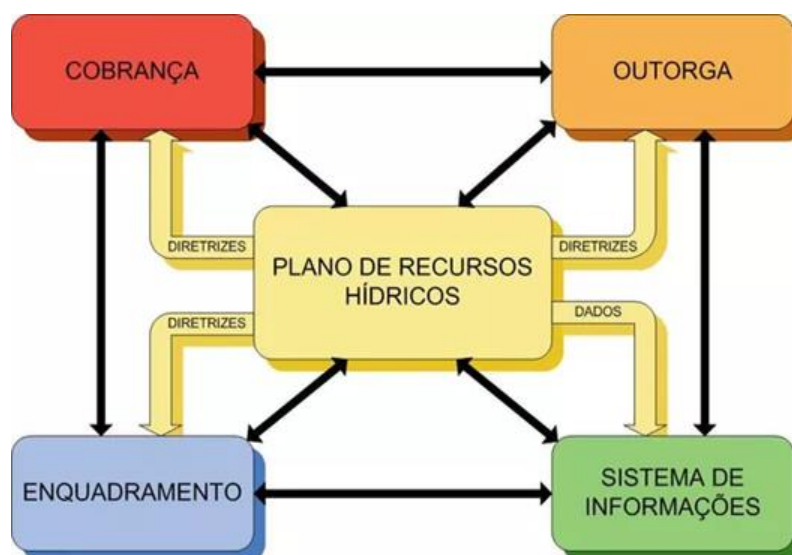 COBRANÇA
OUTORGA
DIRETRIZES
DIRETRIZES
PLANO DE RECURSOS
HÍDRICOS
DIRETRIZES
DADOS
ENQUADRAMENTO
SISTEMA DE
INFORMAÇÕES